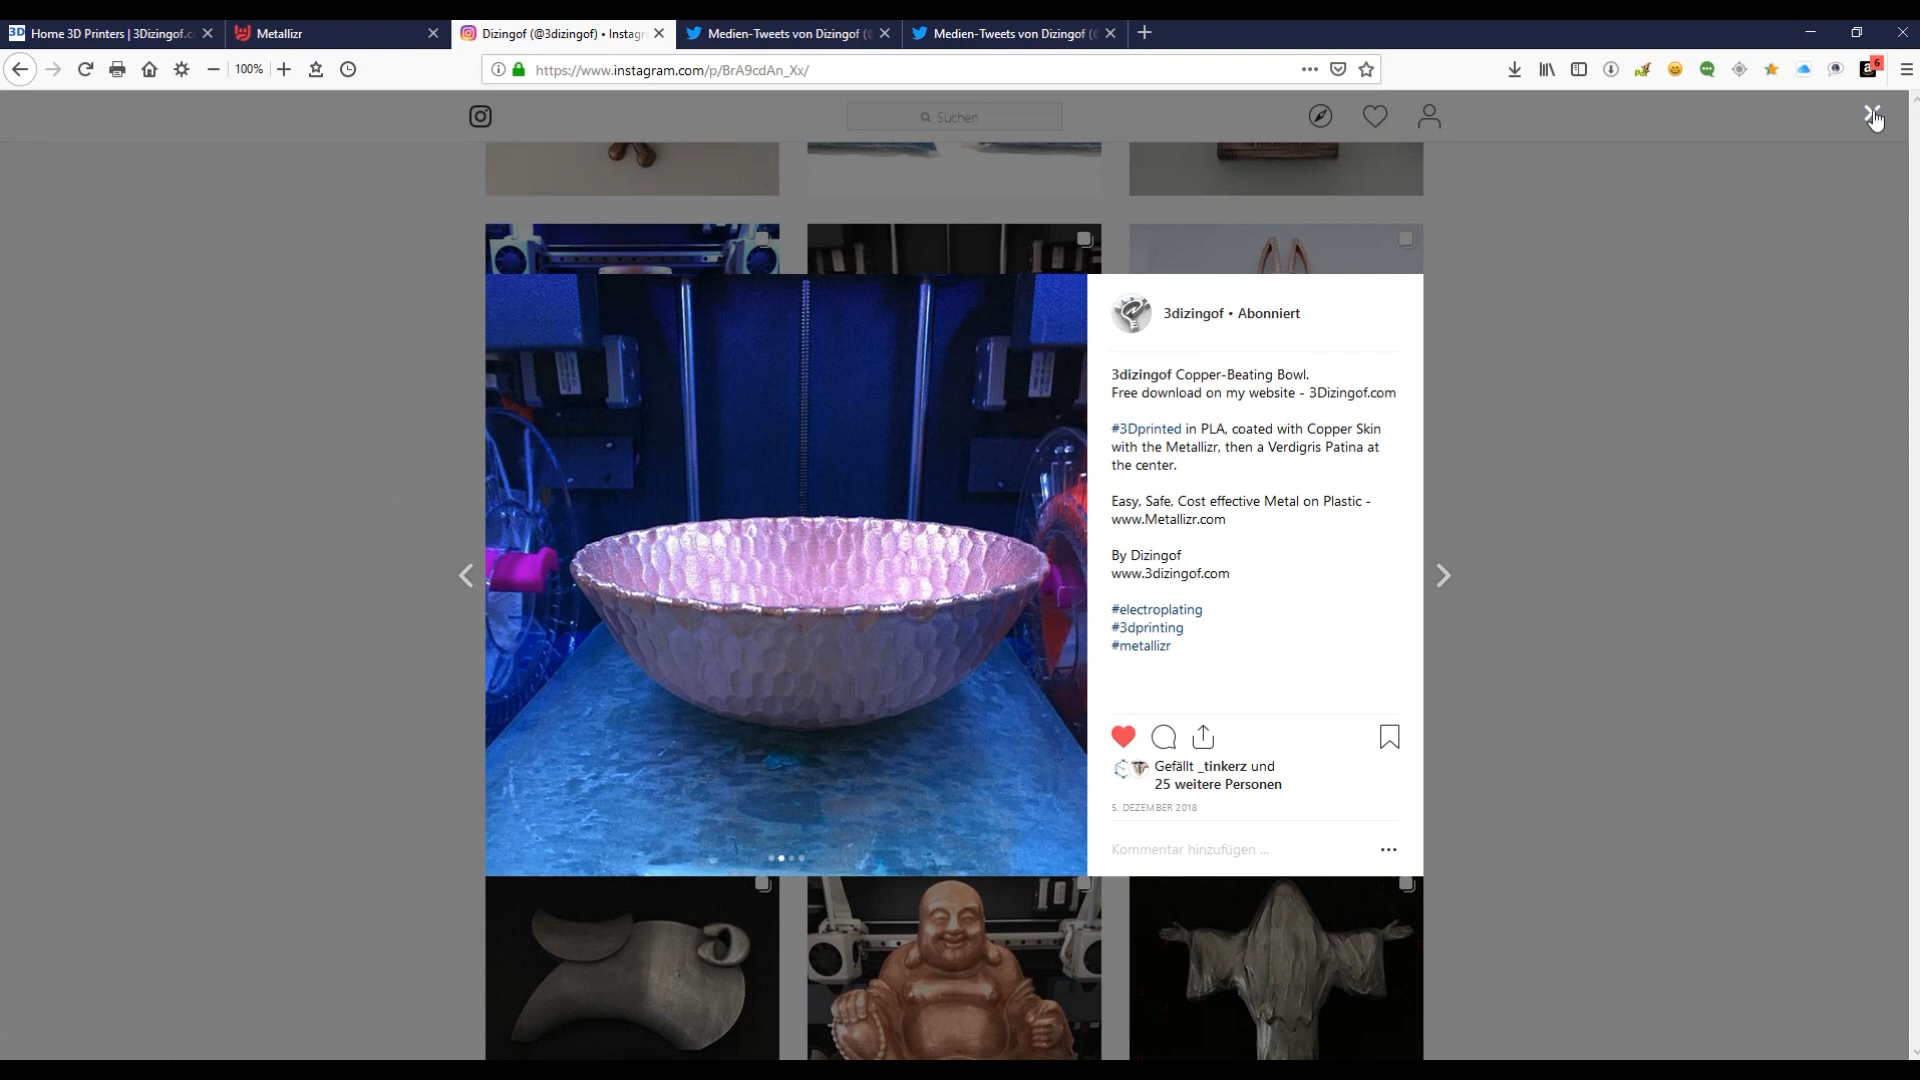 3D Home 3D Printers | 3Dizingof.c
Metallizr
Dizingof (@3dizingof) • Instagr
Medien-Tweets von Dizingof (
Medien-Tweets von Dizingof (
100%
https://www.instagram.com/p/BrA9cdAn_Xx/
6
Suchen
3dizingof • Abonniert
3dizingof Copper-Beating Bowl.
Free download on my website - 3Dizingof.com
#3Dprinted in PLA, coated with Copper Skin
with the Metallizr, then a Verdigris Patina at
the center.
Easy, Safe, Cost effective Metal on Plastic -
www.Metallizr.com
By Dizingof
www.3dizingof.com
#electroplating
#3dprinting
#metallizr
Gefällt _tinkerz und
25 weitere Personen
5. DEZEMBER 2018
Kommentar hinzufügen ...